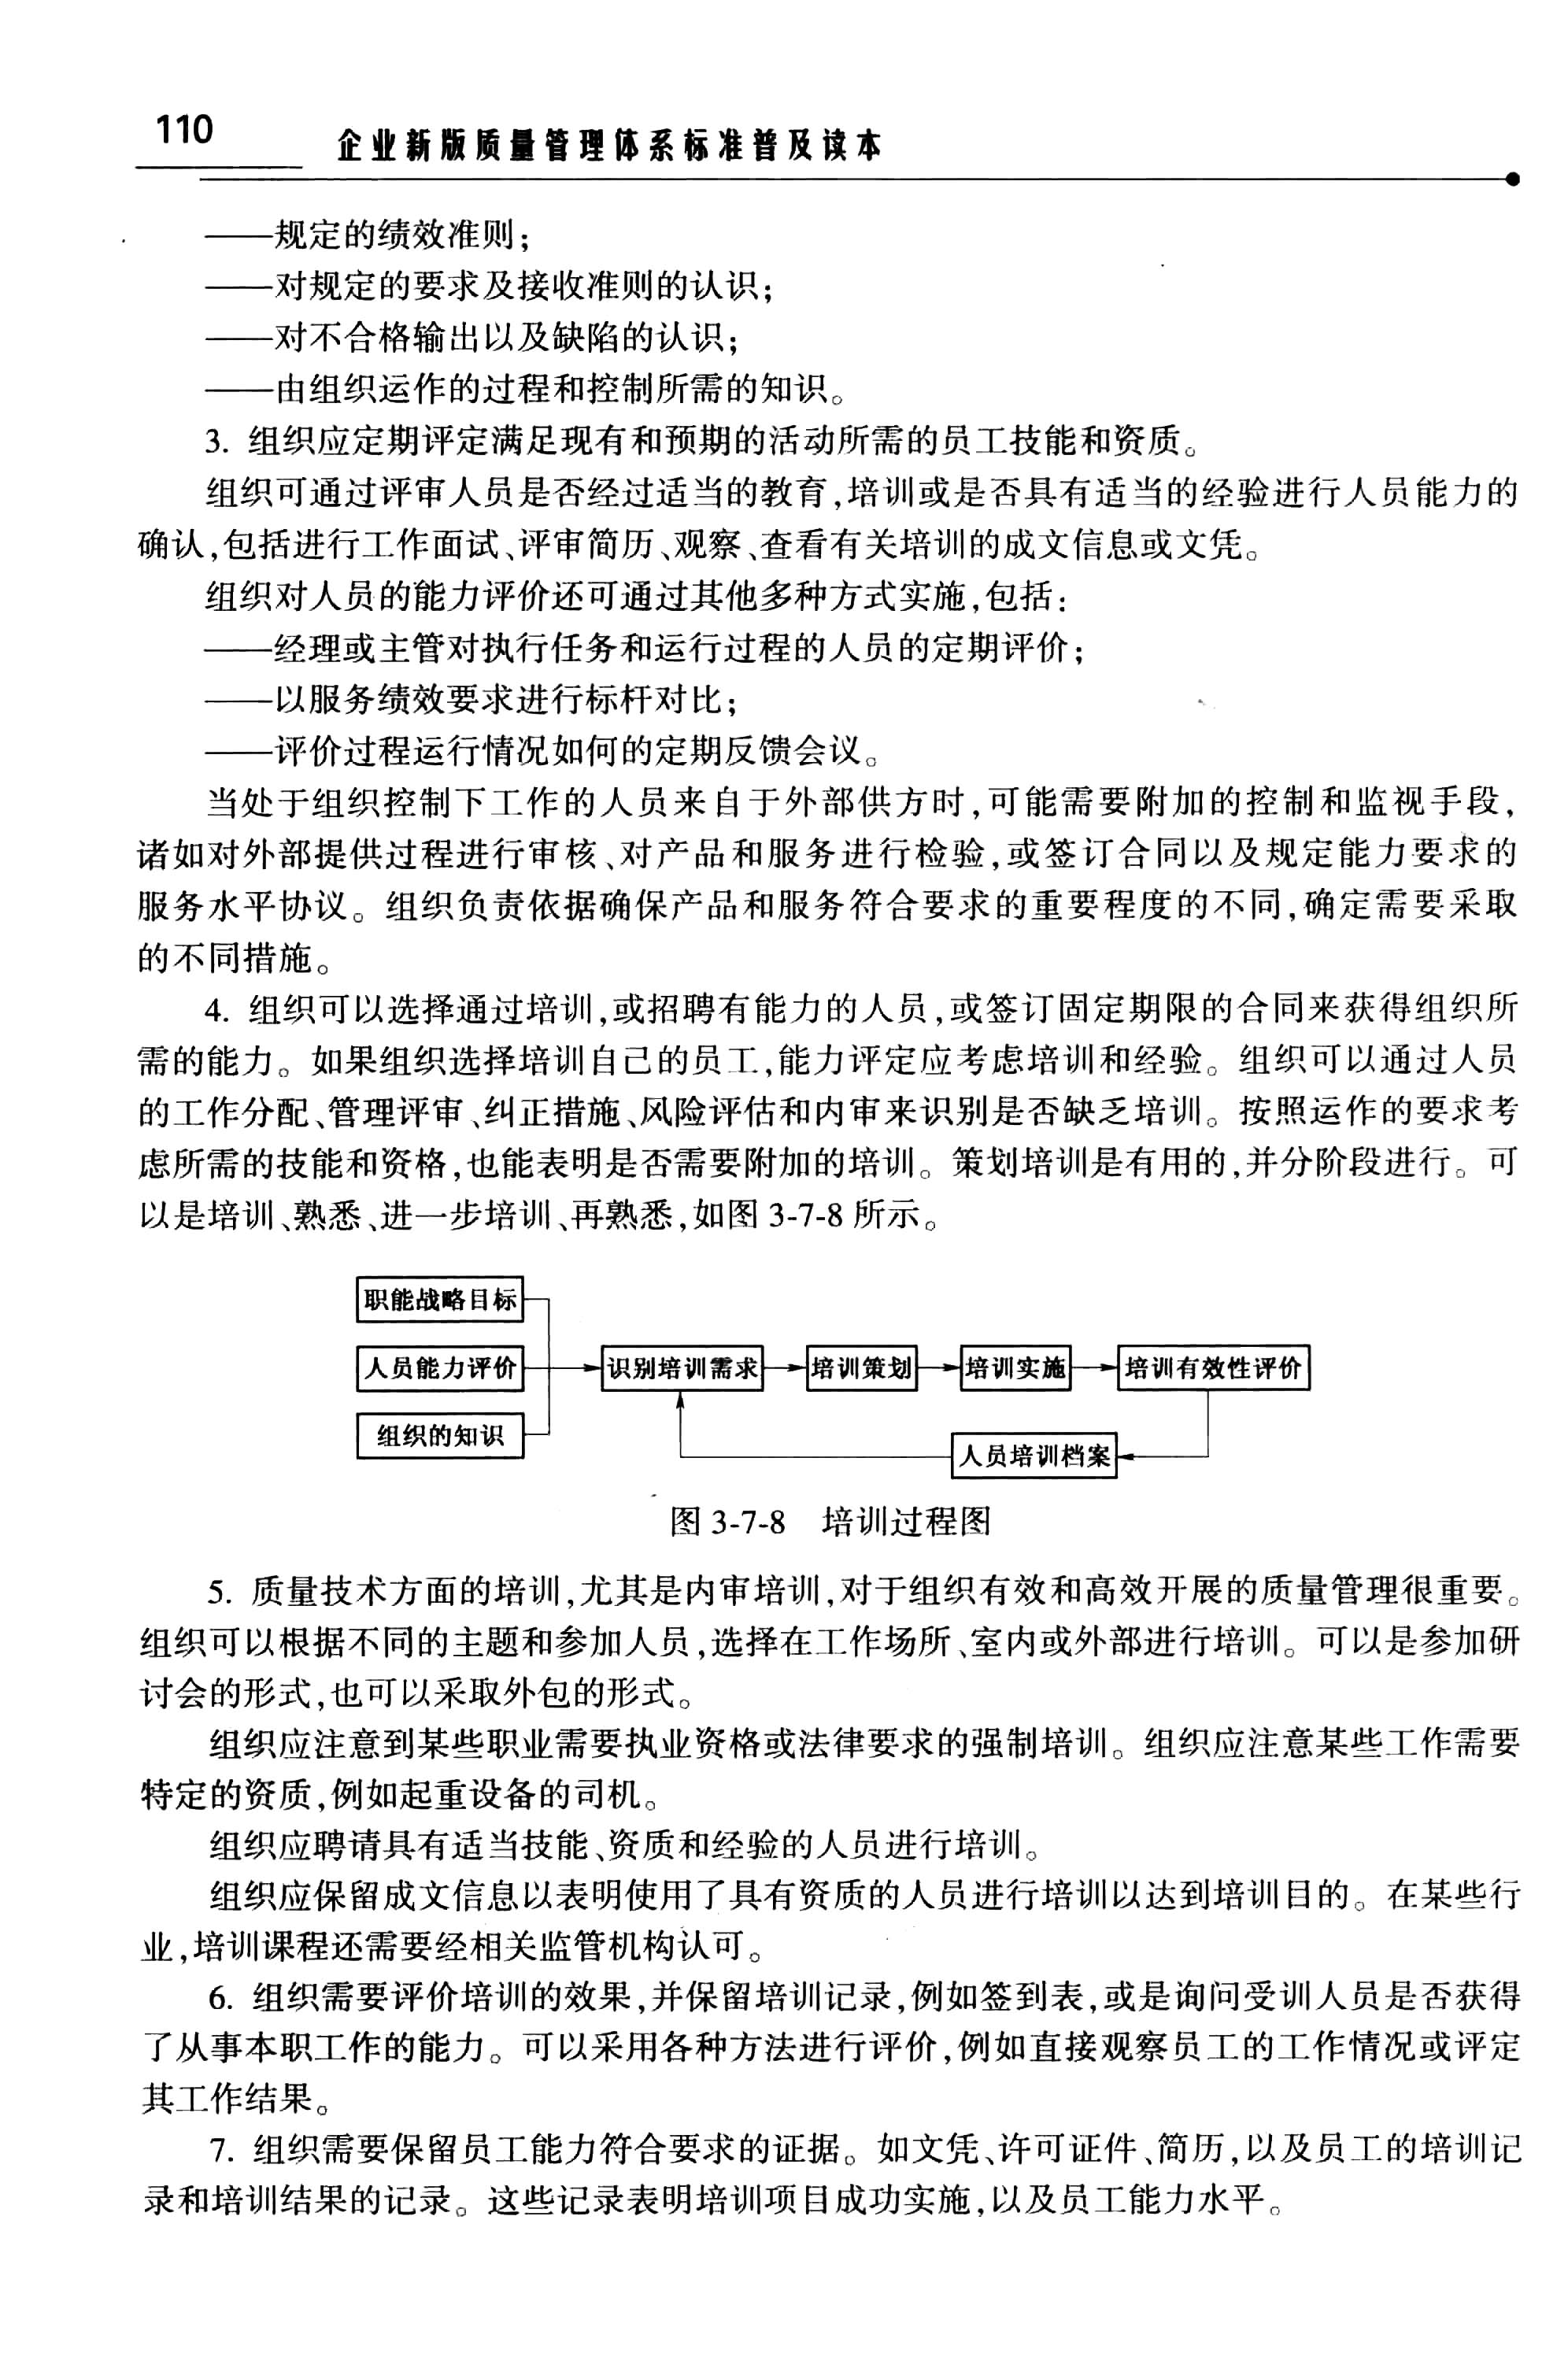 110
企业新版质量管理体系标准普及读本
——规定的绩效准则；
——对规定的要求及接收准则的认识；
——对不合格输出以及缺陷的认识；
——由组织运作的过程和控制所需的知识。
3. 组织应定期评定满足现有和预期的活动所需的员工技能和资质。
组织可通过评审人员是否经过适当的教育,培训或是否具有适当的经验进行人员能力的
确认,包括进行工作面试、评审简历、观察、查看有关培训的成文信息或文凭。
组织对人员的能力评价还可通过其他多种方式实施,包括：
——经理或主管对执行任务和运行过程的人员的定期评价；
——以服务绩效要求进行标杆对比；
——评价过程运行情况如何的定期反馈会议。
当处于组织控制下工作的人员来自于外部供方时,可能需要附加的控制和监视手段,
诸如对外部提供过程进行审核、对产品和服务进行检验,或签订合同以及规定能力要求的
服务水平协议。组织负责依据确保产品和服务符合要求的重要程度的不同,确定需要采取
的不同措施。
4. 组织可以选择通过培训,或招聘有能力的人员,或签订固定期限的合同来获得组织所
需的能力。如果组织选择培训自己的员工,能力评定应考虑培训和经验。组织可以通过人员
的工作分配、管理评审、纠正措施、风险评估和内审来识别是否缺乏培训。按照运作的要求考
虑所需的技能和资格,也能表明是否需要附加的培训。策划培训是有用的,并分阶段进行。可
以是培训、熟悉、进一步培训、再熟悉,如图 3-7-8 所示。
职能战略目标
人员能力评价
组织的知识
识别培训需求
培训策划
培训实施
培训有效性评价
人员培训档案
图 3-7-8 培训过程图
5. 质量技术方面的培训,尤其是内审培训,对于组织有效和高效开展的质量管理很重要。
组织可以根据不同的主题和参加人员,选择在工作场所、室内或外部进行培训。可以是参加研
讨会的形式,也可以采取外包的形式。
组织应注意到某些职业需要执业资格或法律要求的强制培训。组织应注意某些工作需要
特定的资质,例如起重设备的司机。
组织应聘请具有适当技能、资质和经验的人员进行培训。
组织应保留成文信息以表明使用了具有资质的人员进行培训以达到培训目的。在某些行
业,培训课程还需要经相关监管机构认可。
6. 组织需要评价培训的效果,并保留培训记录,例如签到表,或是询问受训人员是否获得
了从事本职工作的能力。可以采用各种方法进行评价,例如直接观察员工的工作情况或评定
其工作结果。
7. 组织需要保留员工能力符合要求的证据。如文凭、许可证件、简历,以及员工的培训记
录和培训结果的记录。这些记录表明培训项目成功实施,以及员工能力水平。